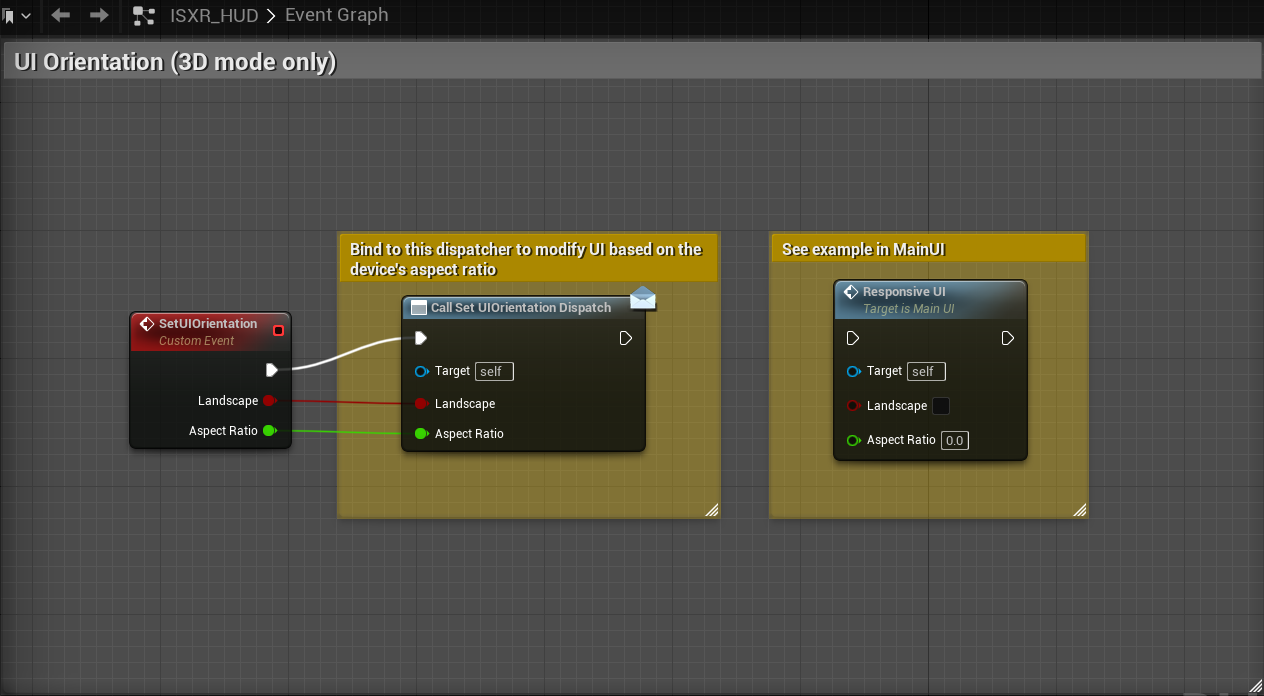 ISXR_HUD > Event Graph
UI Orientation (3D mode only)
Bind to this dispatcher to modify UI based on the
device's aspect ratio
See example in MainUI
SetUIOrientation
Custom Event
Landscape
Aspect Ratio
Call Set UIOrientation Dispatch
Target self
Landscape
Aspect Ratio
Responsive UI
Target is Main UI
Target self
Landscape
Aspect Ratio 0.0